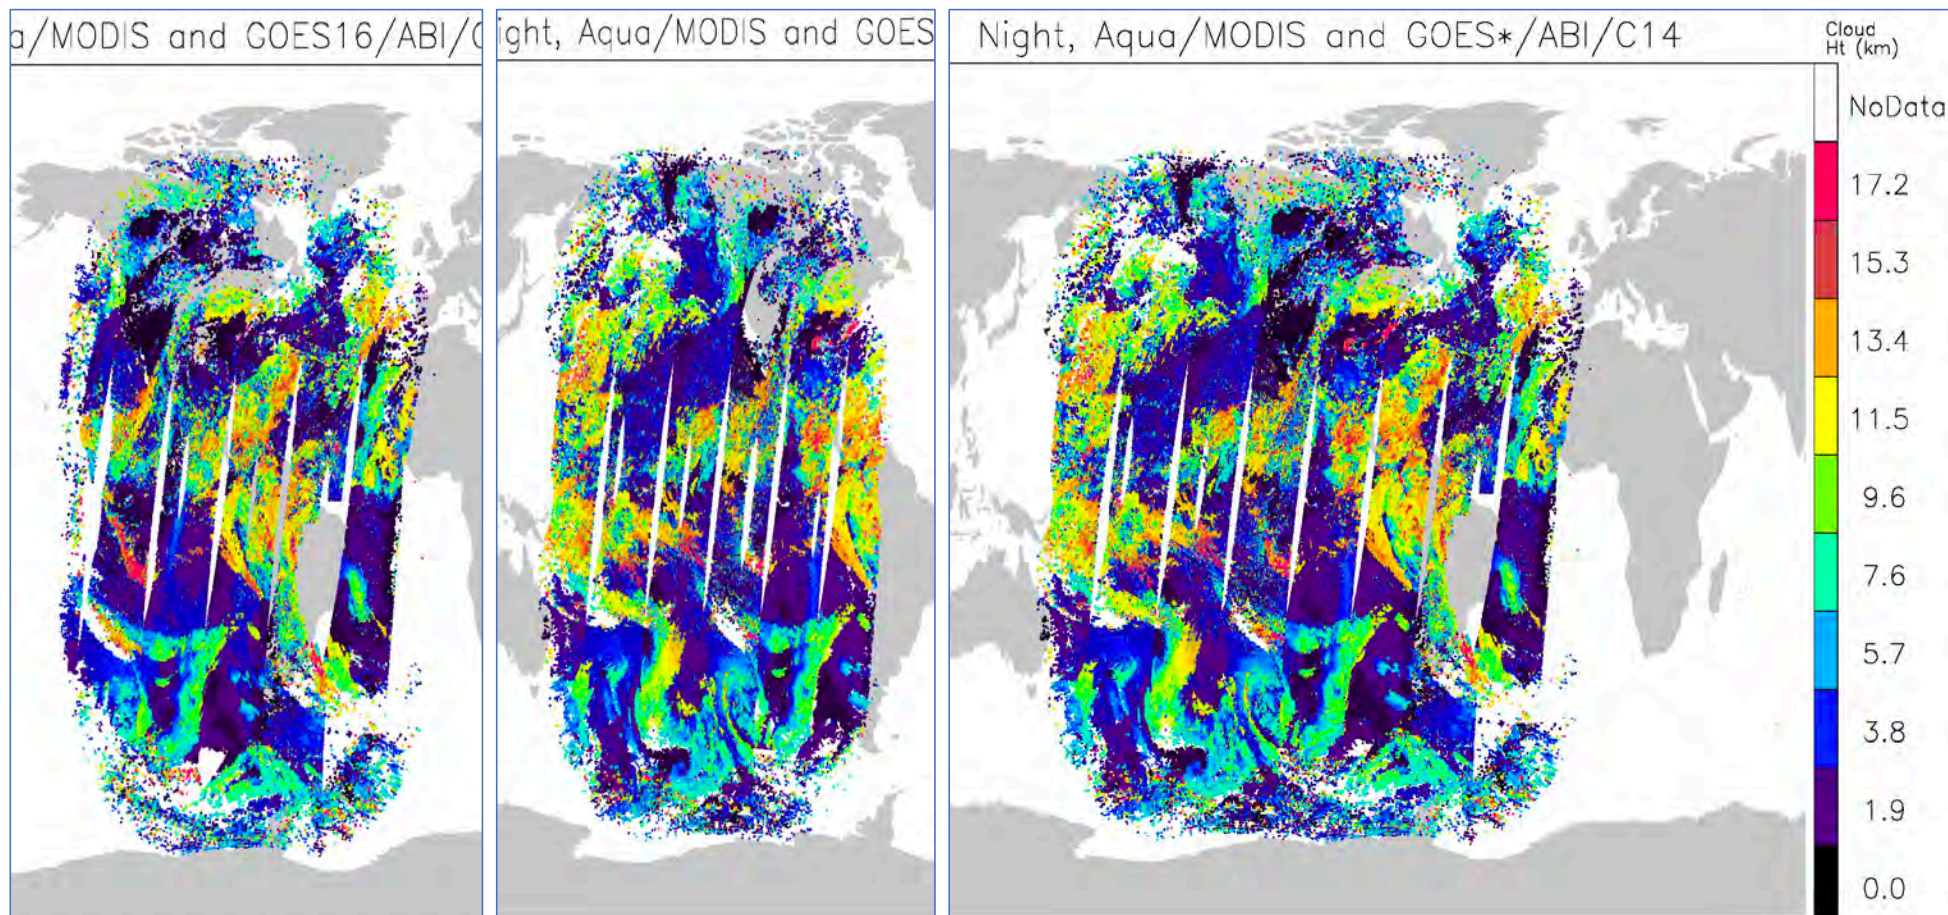 a/MODIS and GOES16/ABI/C
ight, Aqua/MODIS and GOES
Night, Aqua/MODIS and GOES*/ABI/C14
Cloud
Ht (km)
NoData
17.2
15.3
13.4
11.5
9.6
7.6
5.7
3.8
1.9
0.0